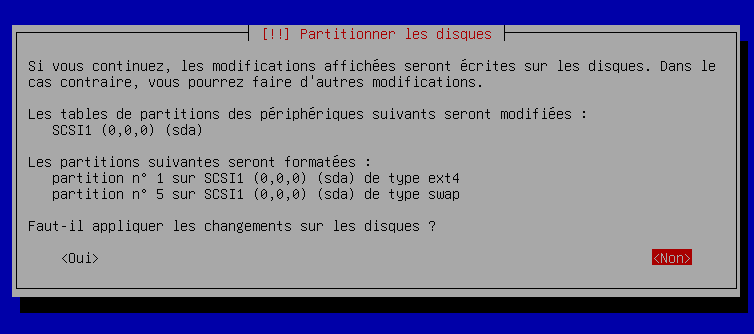 [!!] Partitionner les disques
Si vous continuez, les modifications affichées seront écrites sur les disques. Dans le
cas contraire, vous pourrez faire d'autres modifications.
Les tables de partitions des périphériques suivants seront modifiées :
SCSI1 (0,0,0) (sda)
Les partitions suivantes seront formatées :
partition n° 1 sur SCSI1 (0,0,0) (sda) de type ext4
partition n° 5 sur SCSI1 (0,0,0) (sda) de type swap
Faut-il appliquer les changements sur les disques ?
<Oui> <Non>